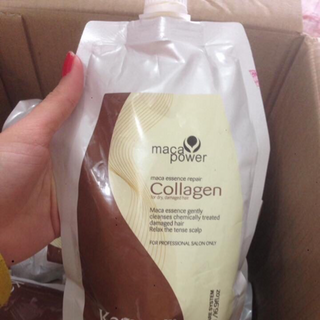 maca
power
maca essence repair
Collagen
for dry, damaged hair
Maca essence gently
cleanses chemically treated
damaged hair
Relax the tense scalp
FOR PROFESSIONAL SALON ONLY